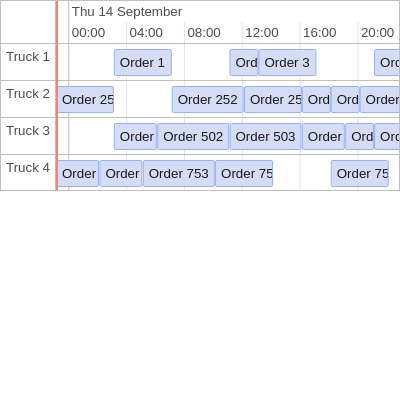 Thu 14 September
00:00 04:00 08:00 12:00 16:00 20:00
Truck 1 Order 1 Ord Order 3 Ord
Truck 2 Order 25 Order 252 Order 25 Ord Ord Order
Truck 3 Order Order 502 Order 503 Order Ord Ord
Truck 4 Order Order Order 753 Order 75 Order 75